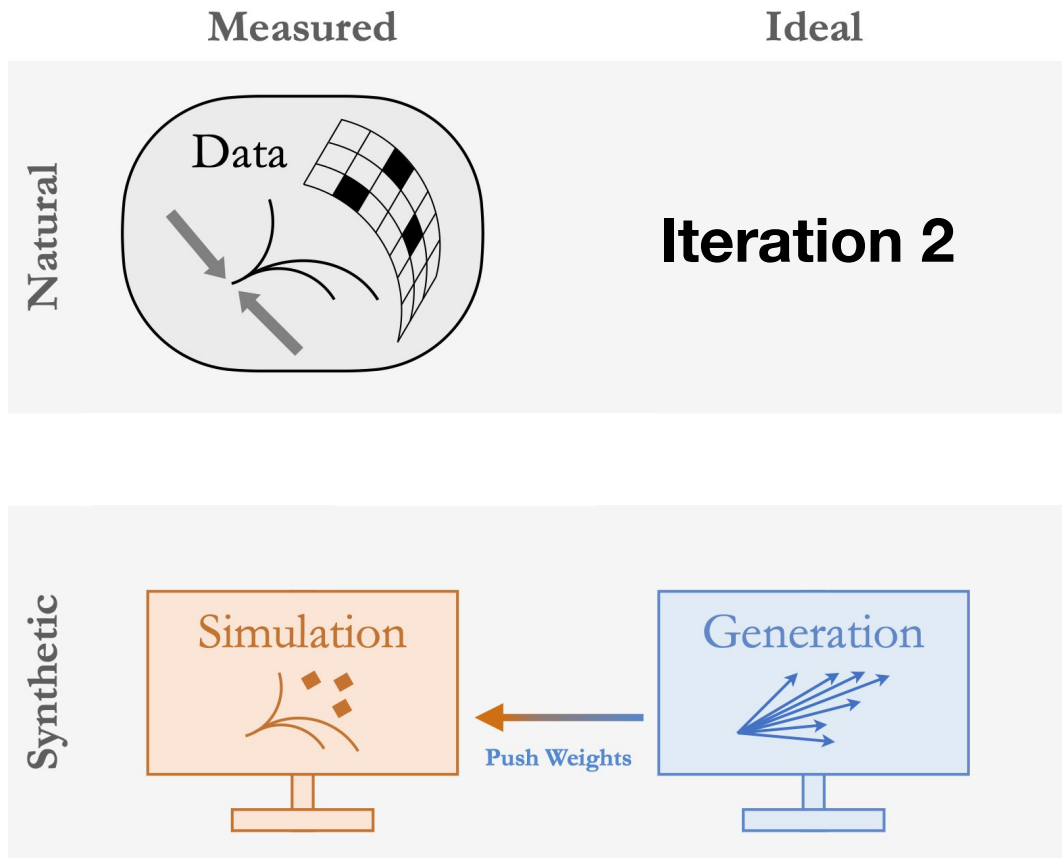 Measured
Ideal
Natural
Data
Iteration 2
Synthetic
Simulation
Generation
Push Weights